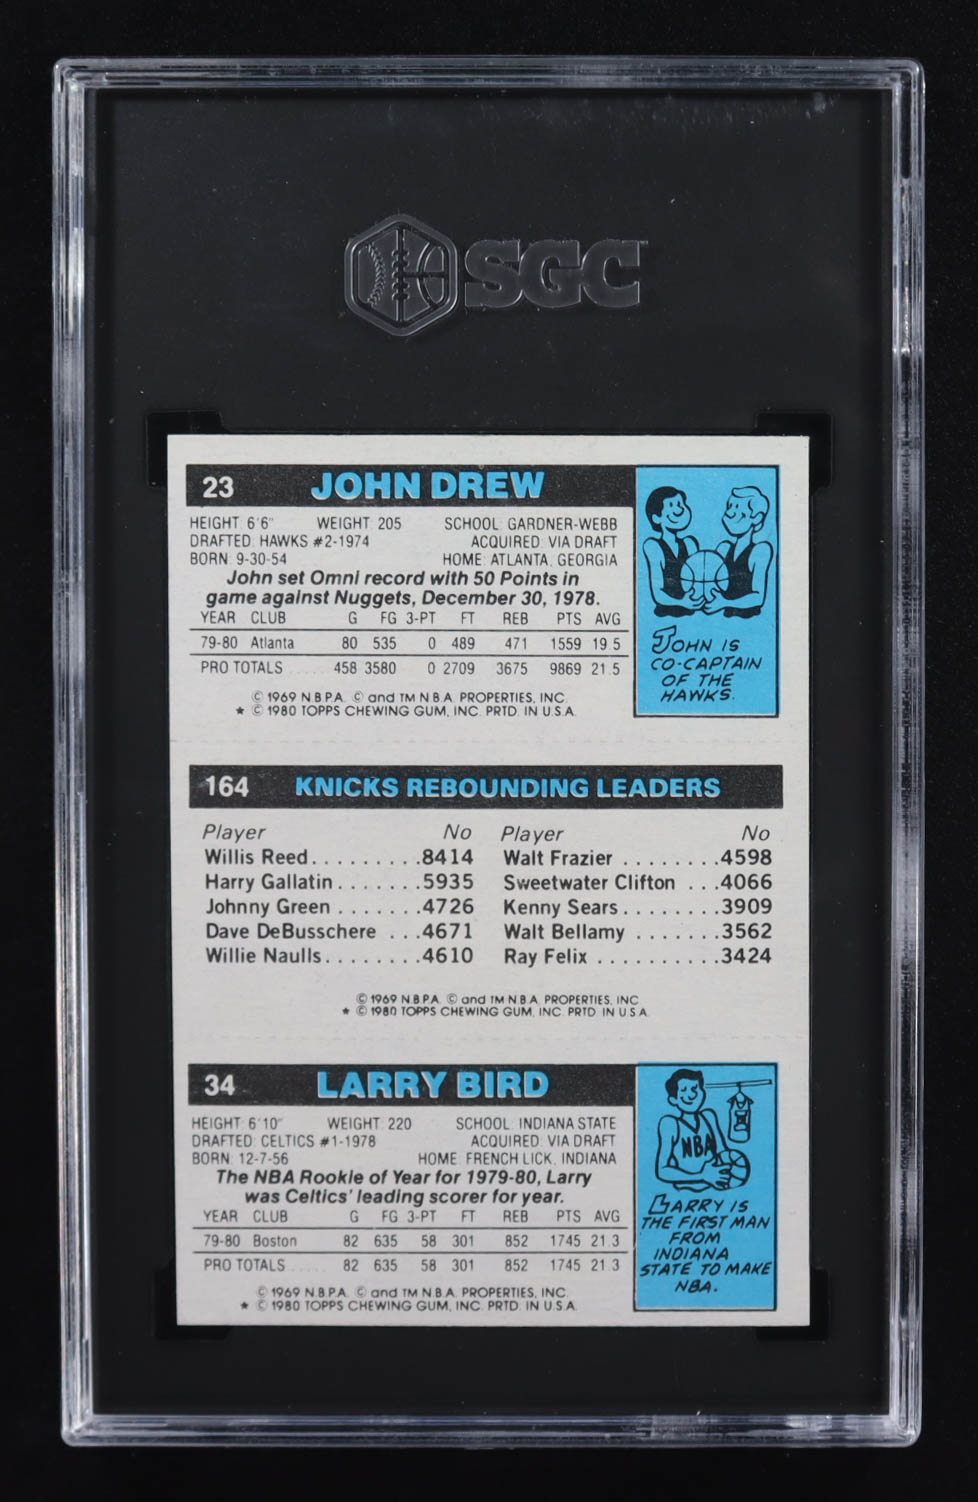 SGC
23 JOHN DREW
HEIGHT: 6'6" WEIGHT: 205 SCHOOL: GARDNER-WEBB
DRAFTED: HAWKS #2-1974 ACQUIRED: VIA DRAFT
BORN: 9-30-54 HOME: ATLANTA, GEORGIA
John set Omni record with 50 Points in
game against Nuggets, December 30, 1978.
YEAR CLUB G FG 3-PT FT REB PTS AVG
79-80 Atlanta 80 535 0 489 471 1559 19.5
PRO TOTALS 458 3580 0 2709 3675 9869 21.5
© 1969 N.B.P.A. © and TM N.B.A. PROPERTIES, INC.
★ © 1980 TOPPS CHEWING GUM, INC. PRTD. IN U.S.A.
JOHN IS
CO-CAPTAIN
OF THE
HAWKS.
164 KNICKS REBOUNDING LEADERS
Player No Player No
Willis Reed.........8414 Walt Frazier ........4598
Harry Gallatin.......5935 Sweetwater Clifton ...4066
Johnny Green .......4726 Kenny Sears........3909
Dave DeBusschere ...4671 Walt Bellamy .......3562
Willie Naulls........4610 Ray Felix ..........3424
© 1969 N.B.P.A. © and TM N.B.A. PROPERTIES, INC.
★ © 1980 TOPPS CHEWING GUM, INC. PRTD. IN U.S.A.
34 LARRY BIRD
HEIGHT: 6'10" WEIGHT: 220 SCHOOL: INDIANA STATE
DRAFTED: CELTICS #1-1978 ACQUIRED: VIA DRAFT
BORN: 12-7-56 HOME: FRENCH LICK, INDIANA
The NBA Rookie of Year for 1979-80, Larry
was Celtics' leading scorer for year.
YEAR CLUB G FG 3-PT FT REB PTS AVG
79-80 Boston 82 635 58 301 852 1745 21.3
PRO TOTALS 82 635 58 301 852 1745 21.3
© 1969 N.B.P.A. © and TM N.B.A. PROPERTIES, INC.
★ © 1980 TOPPS CHEWING GUM, INC. PRTD. IN U.S.A.
NBA
LARRY IS
THE FIRST MAN
FROM
INDIANA
STATE TO MAKE
NBA.